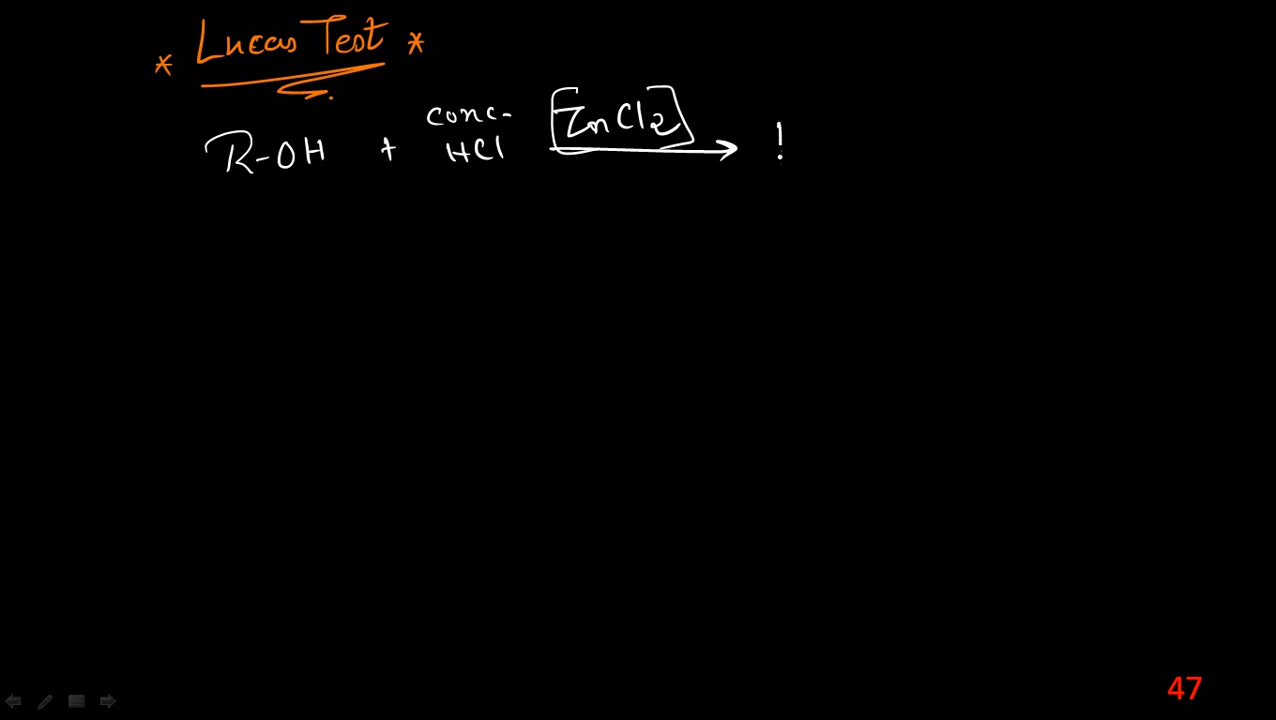 * Lucas Test *
R-OH + conc. HCl [ZnCl2] → !
47